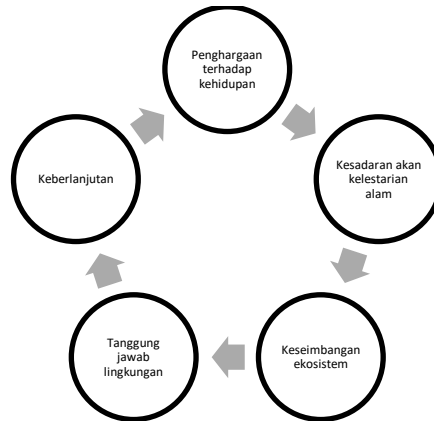 Penghargaan
terhadap
kehidupan
Kesadaran akan
kelestarian
alam
Keseimbangan
ekosistem
Tanggung
jawab
lingkungan
Keberlanjutan